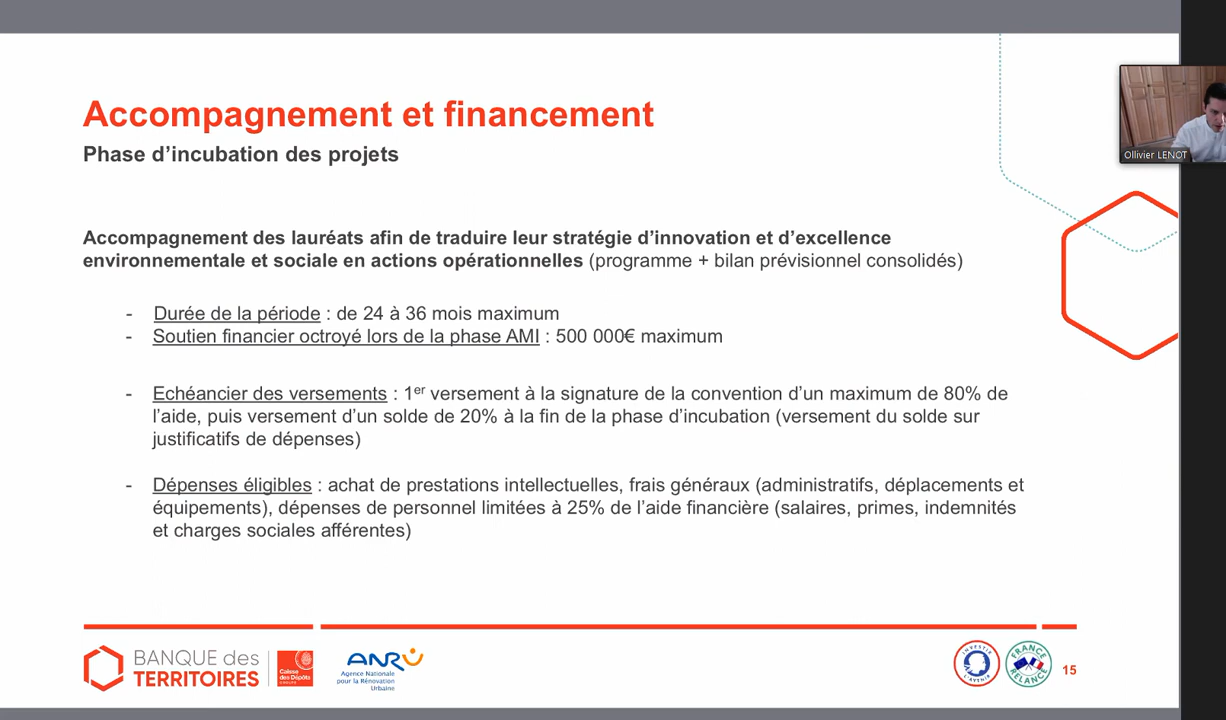 Accompagnement et financement
Phase d’incubation des projets
Ollivier LENOT
Accompagnement des lauréats afin de traduire leur stratégie d’innovation et d’excellence
environnementale et sociale en actions opérationnelles (programme + bilan prévisionnel consolidés)
- Durée de la période : de 24 à 36 mois maximum
- Soutien financier octroyé lors de la phase AMI : 500 000€ maximum
- Echéancier des versements : 1er versement à la signature de la convention d’un maximum de 80% de
l’aide, puis versement d’un solde de 20% à la fin de la phase d’incubation (versement du solde sur
justificatifs de dépenses)
- Dépenses éligibles : achat de prestations intellectuelles, frais généraux (administratifs, déplacements et
équipements), dépenses de personnel limitées à 25% de l’aide financière (salaires, primes, indemnités
et charges sociales afférentes)
BANQUE des
TERRITOIRES
Caisse
des Dépôts
GROUPE
ANRU
Agence Nationale
pour la Rénovation
Urbaine
INVESTIR
L'AVENIR
FRANCE
RELANCE
15